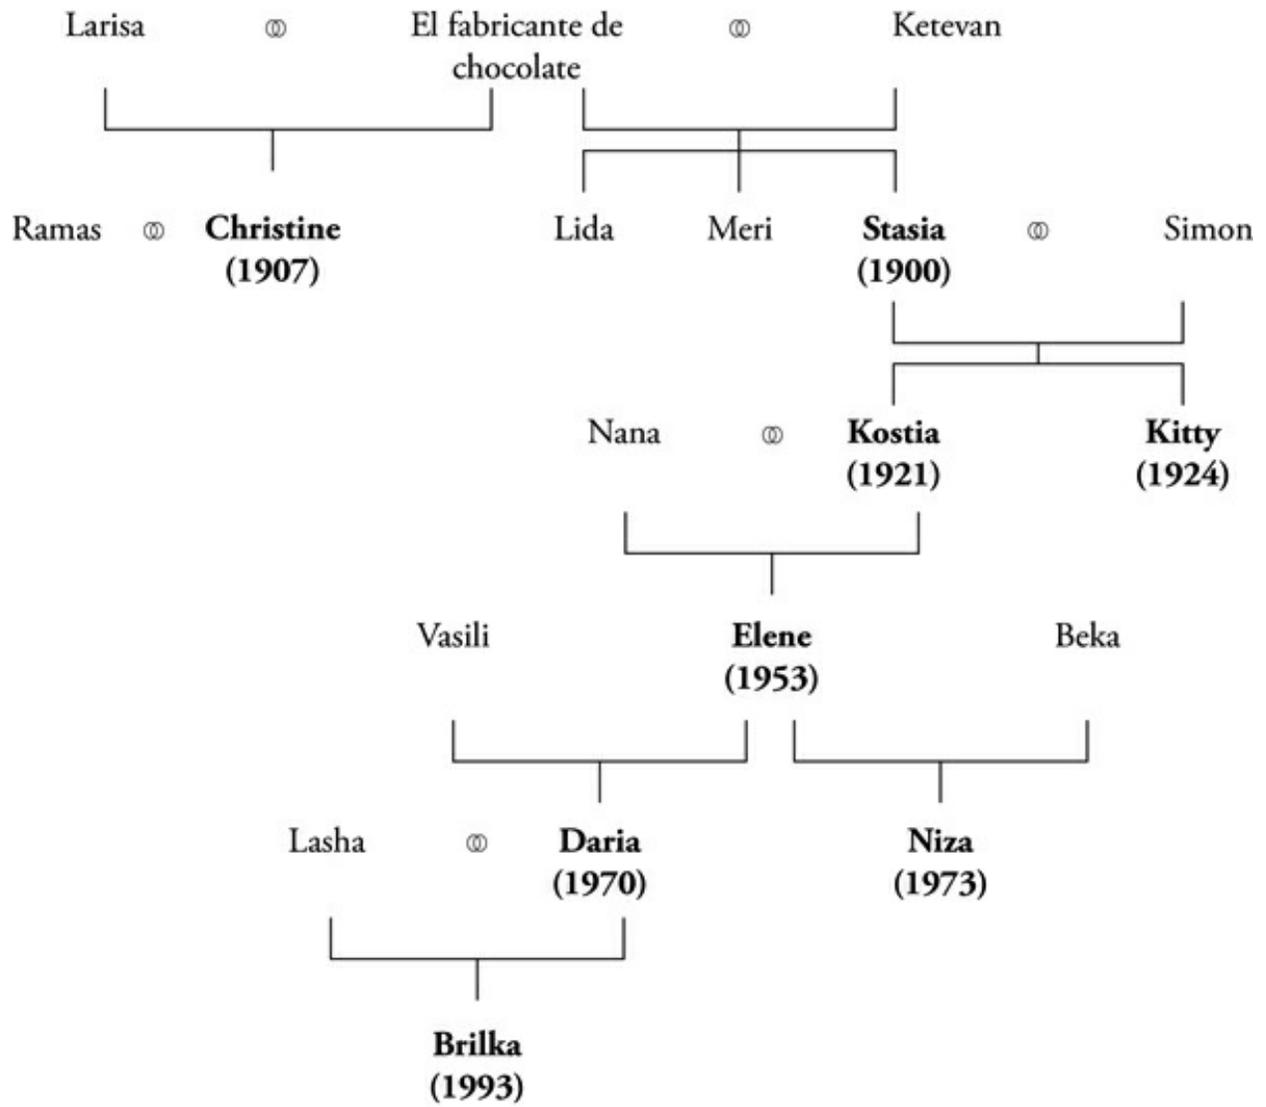 Larisa El fabricante de chocolate Ketevan
Ramas Christine (1907) Lida Meri Stasia (1900) Simon
Nana Kostia (1921) Kitty (1924)
Vasili Elene (1953) Beka
Lasha Daria (1970) Niza (1973)
Brilka
(1993)